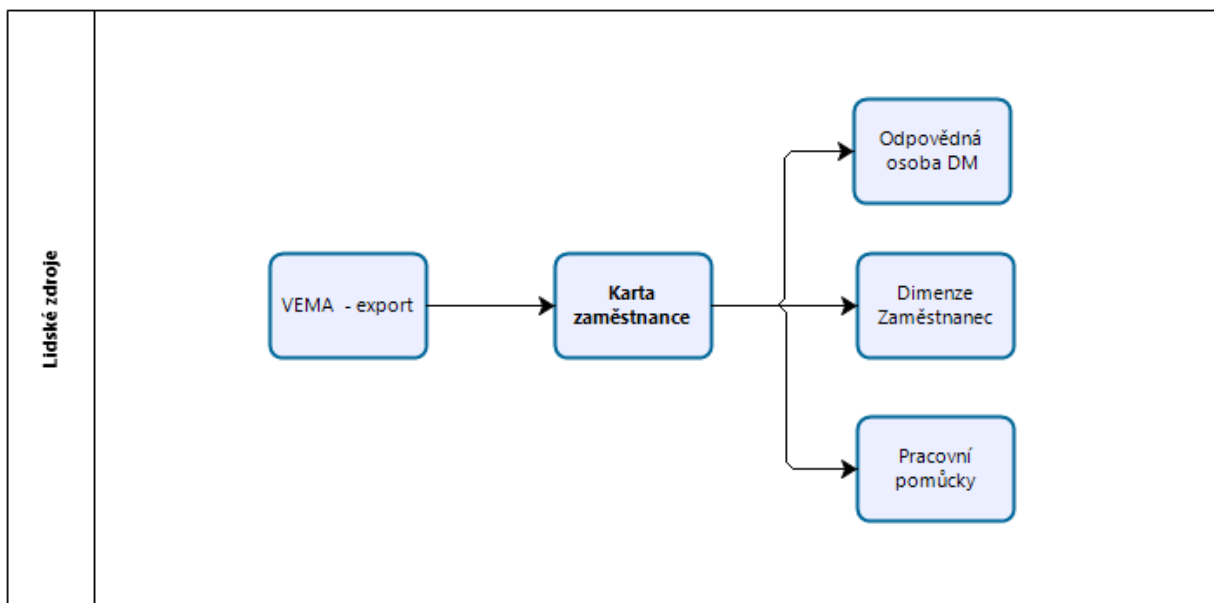 Lidské zdroje
VEMA  - export
Karta
zaměstnance
Odpovědná
osoba DM
Dimenze
Zaměstnanec
Pracovní
pomůcky